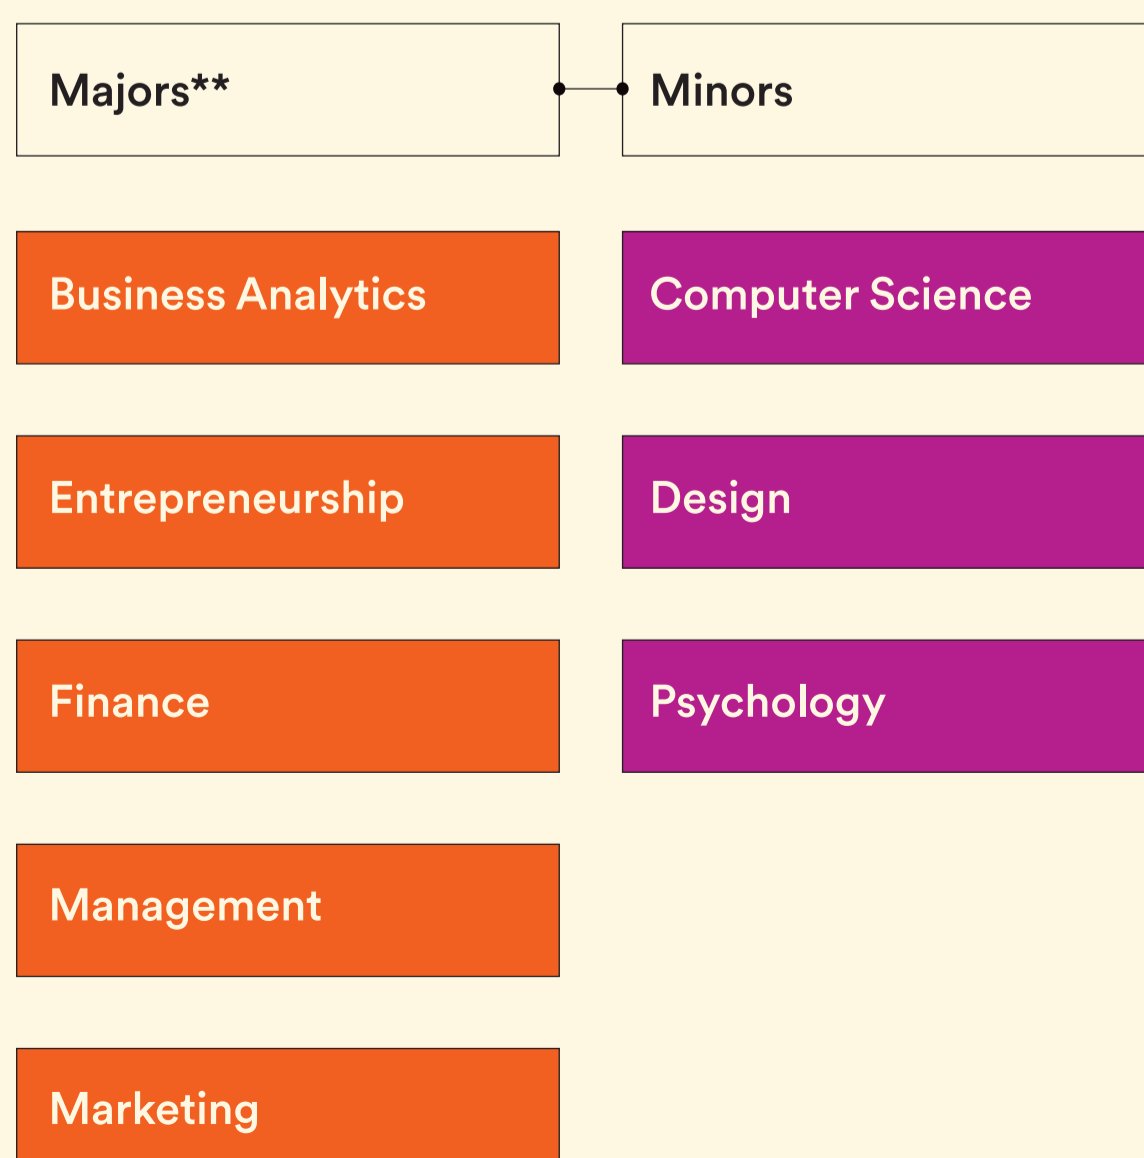 Majors**
Minors
Business Analytics
Computer Science
Entrepreneurship
Design
Finance
Psychology
Management
Marketing